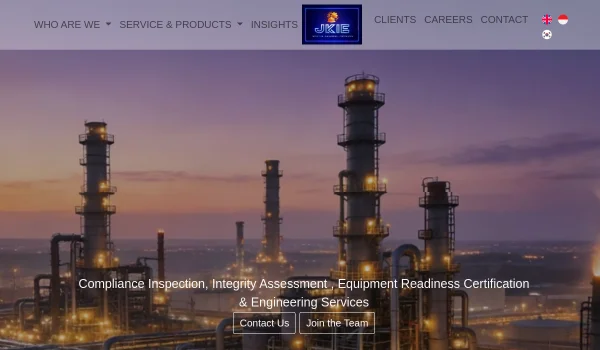 WHO ARE WE
SERVICE & PRODUCTS
INSIGHTS
JKIE
CLIENTS
CAREERS
CONTACT
Compliance Inspection, Integrity Assessment , Equipment Readiness Certification
& Engineering Services
Contact Us
Join the Team